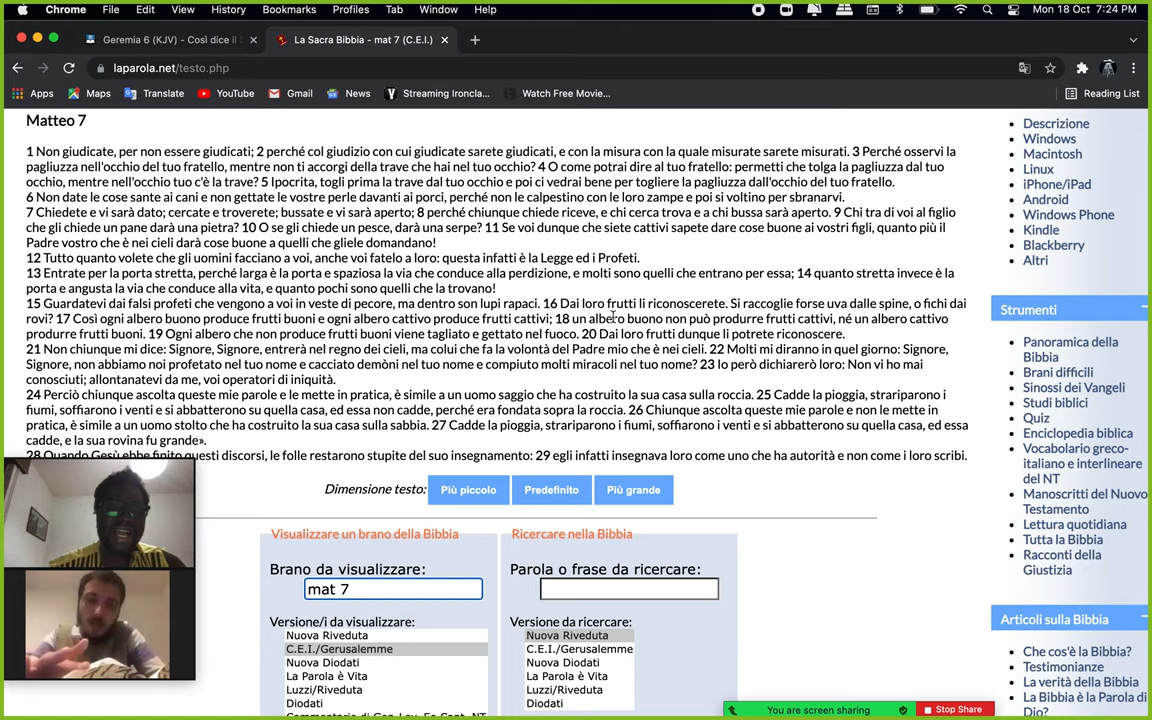 Chrome File Edit View History Bookmarks Profiles Tab Window Help Mon 18 Oct 7:24 PM
Geremia 6 (KJV) - Così dice il La Sacra Bibbia - mat 7 (C.E.I.)
laparola.net/testo.php
Apps Maps Translate YouTube Gmail News Streaming Ironcla... Watch Free Movie... Reading List
Matteo 7
1 Non giudicate, per non essere giudicati; 2 perché col giudizio con cui giudicate sarete giudicati, e con la misura con la quale misurate sarete misurati. 3 Perché osservi la
pagliuzza nell'occhio del tuo fratello, mentre non ti accorgi della trave che hai nel tuo occhio? 4 O come potrai dire al tuo fratello: permetti che tolga la pagliuzza dal tuo
occhio, mentre nell'occhio tuo c'è la trave? 5 Ipocrita, togli prima la trave dal tuo occhio e poi ci vedrai bene per togliere la pagliuzza dall'occhio del tuo fratello.
6 Non date le cose sante ai cani e non gettate le vostre perle davanti ai porci, perché non le calpestino con le loro zampe e poi si voltino per sbranarvi.
7 Chiedete e vi sarà dato; cercate e troverete; bussate e vi sarà aperto; 8 perché chiunque chiede riceve, e chi cerca trova e a chi bussa sarà aperto. 9 Chi tra di voi al figlio
che gli chiede un pane darà una pietra? 10 O se gli chiede un pesce, darà una serpe? 11 Se voi dunque che siete cattivi sapete dare cose buone ai vostri figli, quanto più il
Padre vostro che è nei cieli darà cose buone a quelli che gliele domandano!
12 Tutto quanto volete che gli uomini facciano a voi, anche voi fatelo a loro: questa infatti è la Legge ed i Profeti.
13 Entrate per la porta stretta, perché larga è la porta e spaziosa la via che conduce alla perdizione, e molti sono quelli che entrano per essa; 14 quanto stretta invece è la
porta e angusta la via che conduce alla vita, e quanto pochi sono quelli che la trovano!
15 Guardatevi dai falsi profeti che vengono a voi in veste di pecore, ma dentro son lupi rapaci. 16 Dai loro frutti li riconoscerete. Si raccoglie forse uva dalle spine, o fichi dai
rovi? 17 Così ogni albero buono produce frutti buoni e ogni albero cattivo produce frutti cattivi; 18 un albero buono non può produrre frutti cattivi, né un albero cattivo
produrre frutti buoni. 19 Ogni albero che non produce frutti buoni viene tagliato e gettato nel fuoco. 20 Dai loro frutti dunque li potrete riconoscere.
21 Non chiunque mi dice: Signore, Signore, entrerà nel regno dei cieli, ma colui che fa la volontà del Padre mio che è nei cieli. 22 Molti mi diranno in quel giorno: Signore,
Signore, non abbiamo noi profetato nel tuo nome e cacciato demòni nel tuo nome e compiuto molti miracoli nel tuo nome? 23 Io però dichiarerò loro: Non vi ho mai
conosciuti; allontanatevi da me, voi operatori di iniquità.
24 Perciò chiunque ascolta queste mie parole e le mette in pratica, è simile a un uomo saggio che ha costruito la sua casa sulla roccia. 25 Cadde la pioggia, strariparono i
fiumi, soffiarono i venti e si abbatterono su quella casa, ed essa non cadde, perché era fondata sopra la roccia. 26 Chiunque ascolta queste mie parole e non le mette in
pratica, è simile a un uomo stolto che ha costruito la sua casa sulla sabbia. 27 Cadde la pioggia, strariparono i fiumi, soffiarono i venti e si abbatterono su quella casa, ed essa
cadde, e la sua rovina fu grande».
28 Quando Gesù ebbe finito questi discorsi, le folle restarono stupite del suo insegnamento: 29 egli infatti insegnava loro come uno che ha autorità e non come i loro scribi.
Dimensione testo: Più piccolo Predefinito Più grande
Visualizzare un brano della Bibbia
Brano da visualizzare:
mat 7
Versione/i da visualizzare:
Nuova Riveduta
C.E.I./Gerusalemme
Nuova Diodati
La Parola è Vita
Luzzi/Riveduta
Diodati
Commentario di Gen, Lev, Ec Cant, NT
Ricercare nella Bibbia
Parola o frase da ricercare:
Versione da ricercare:
Nuova Riveduta
C.E.I./Gerusalemme
Nuova Diodati
La Parola è Vita
Luzzi/Riveduta
Diodati
Descrizione
Windows
Macintosh
Linux
iPhone/iPad
Android
Windows Phone
Kindle
Blackberry
Altri
Strumenti
Panoramica della
Bibbia
Brani difficili
Sinossi dei Vangeli
Studi biblici
Quiz
Enciclopedia biblica
Vocabolario greco-
italiano e interlineare
del NT
Manoscritti del Nuovo
Testamento
Lettura quotidiana
Tutta la Bibbia
Racconti della
Giustizia
Articoli sulla Bibbia
Che cos'è la Bibbia?
Testimonianze
La verità della Bibbia
La Bibbia è la Parola di
Dio?
You are screen sharing Stop Share